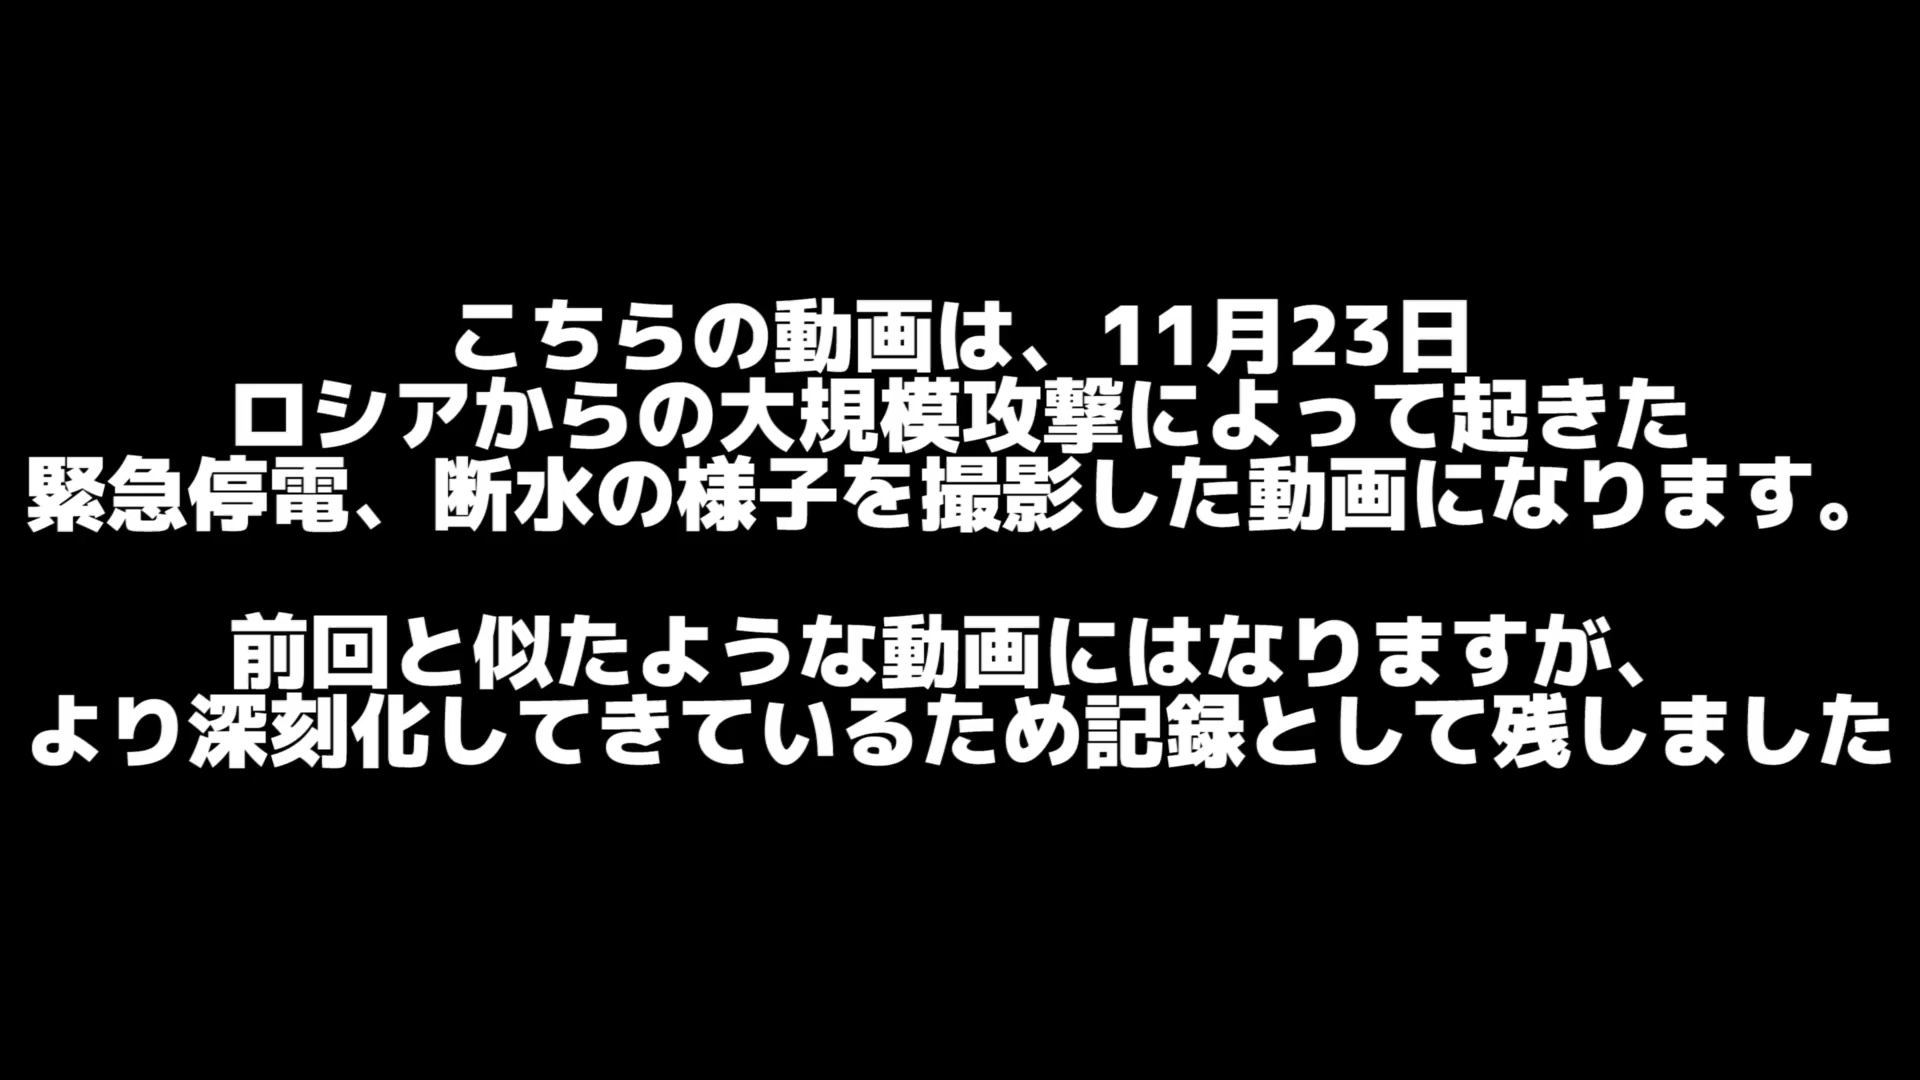 こちらの動画は、11月23日
ロシアからの大規模攻撃によって起きた
緊急停電、断水の様子を撮影した動画になります。
前回と似たような動画にはなりますが、
より深刻化してきているため記録として残しました